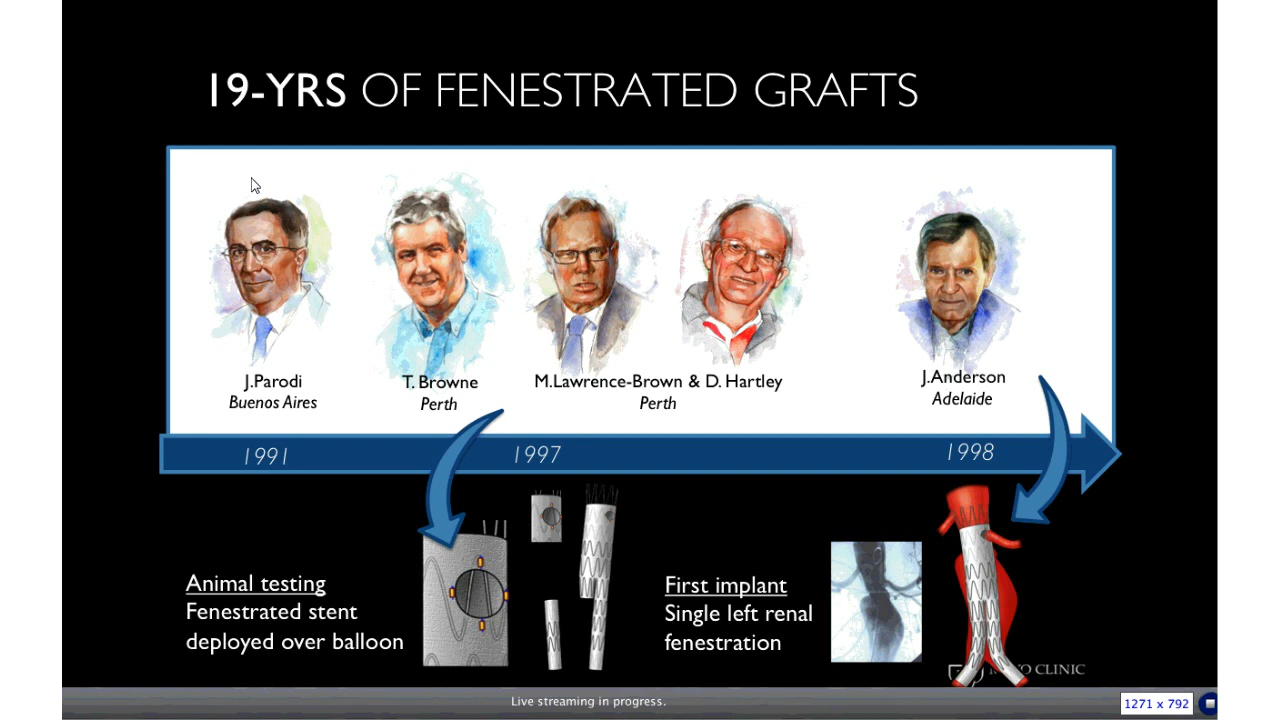 19-YRS OF FENESTRATED GRAFTS
J.Parodi
Buenos Aires
T. Browne
Perth
M.Lawrence-Brown & D. Hartley
Perth
J.Anderson
Adelaide
1991
1997
1998
Animal testing
Fenestrated stent
deployed over balloon
First implant
Single left renal
fenestration
CLINIC
Live streaming in progress.
1271 x 792